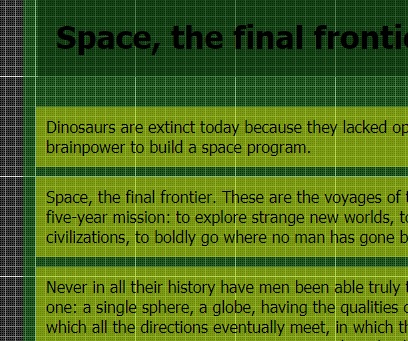 Space, the final frontie
Dinosaurs are extinct today because they lacked op
brainpower to build a space program.
Space, the final frontier. These are the voyages of t
five-year mission: to explore strange new worlds, to
civilizations, to boldly go where no man has gone b
Never in all their history have men been able truly t
one: a single sphere, a globe, having the qualities o
which all the directions eventually meet, in which th